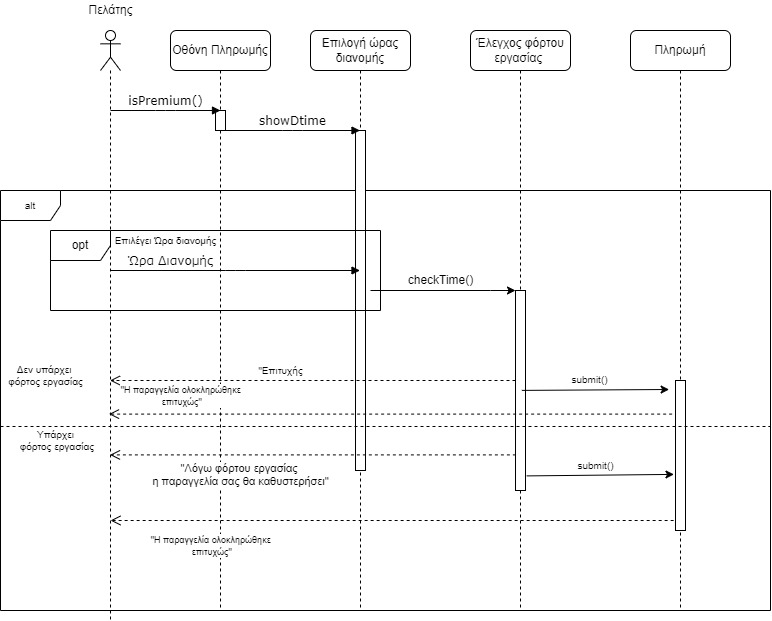 Πελάτης
Οθόνη Πληρωμής
Επιλογή ώρας
διανομής
Έλεγχος φόρτου
εργασίας
Πληρωμή
isPremium()
showDtime
alt
opt
Επιλέγει Ώρα διανομής
Ώρα Διανομής
checkTime()
Δεν υπάρχει
φόρτος εργασίας
"Επιτυχής
submit()
"Η παραγγελία ολοκληρώθηκε
επιτυχώς"
Υπάρχει
φόρτος εργασίας
"Λόγω φόρτου εργασίας
η παραγγελία σας θα καθυστερήσει"
submit()
"Η παραγγελία ολοκληρώθηκε
επιτυχώς"